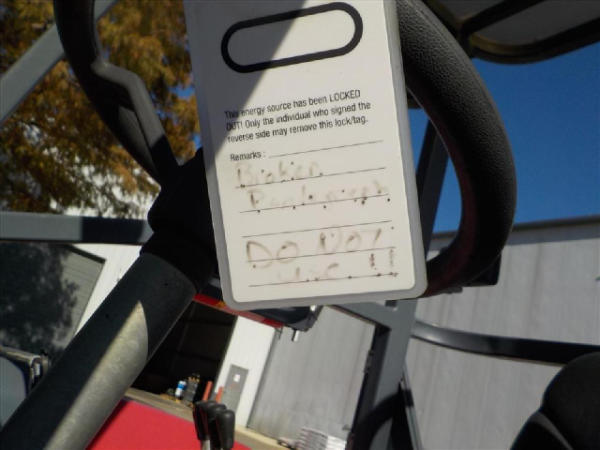 This energy source has been LOCKED
OUT! Only the individual who signed the
reverse side may remove this lock/tag.
Remarks :
Broken
DO NOT
use !!